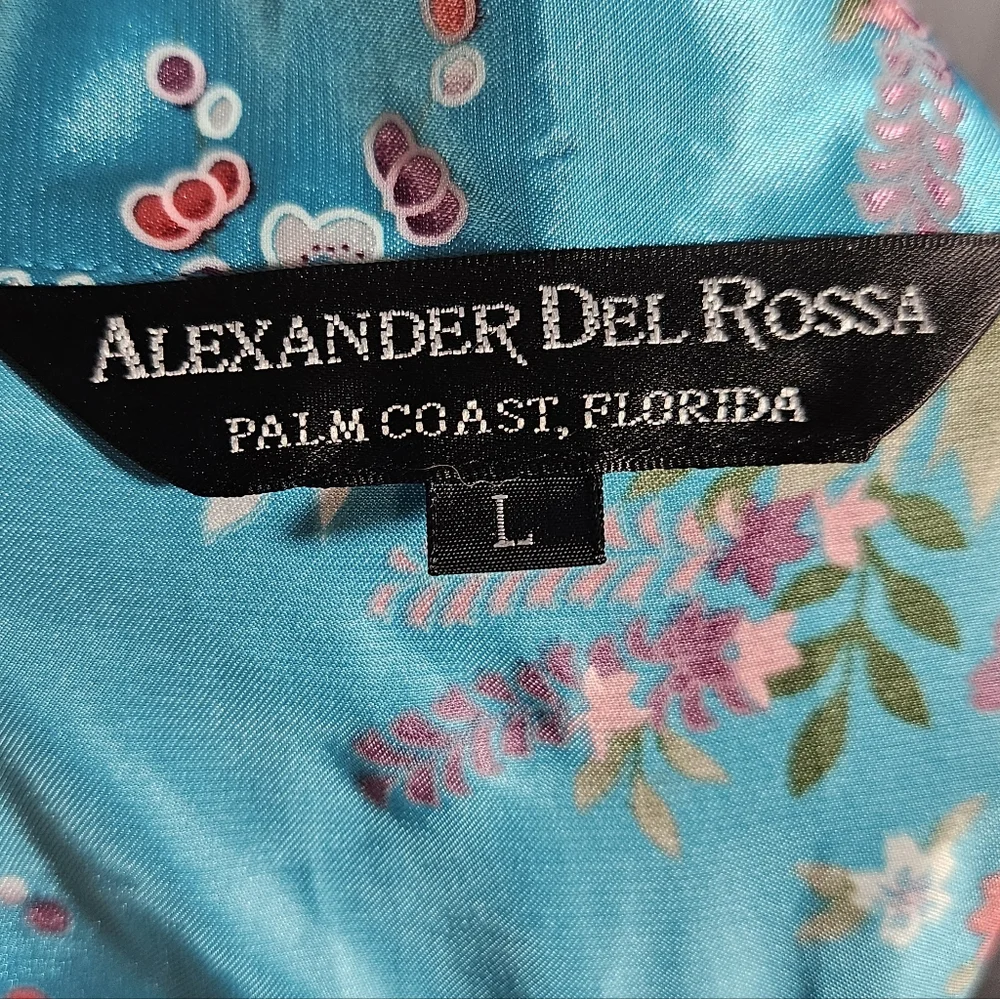 ALEXANDER DEL ROSSA
PALM COAST, FLORIDA
L